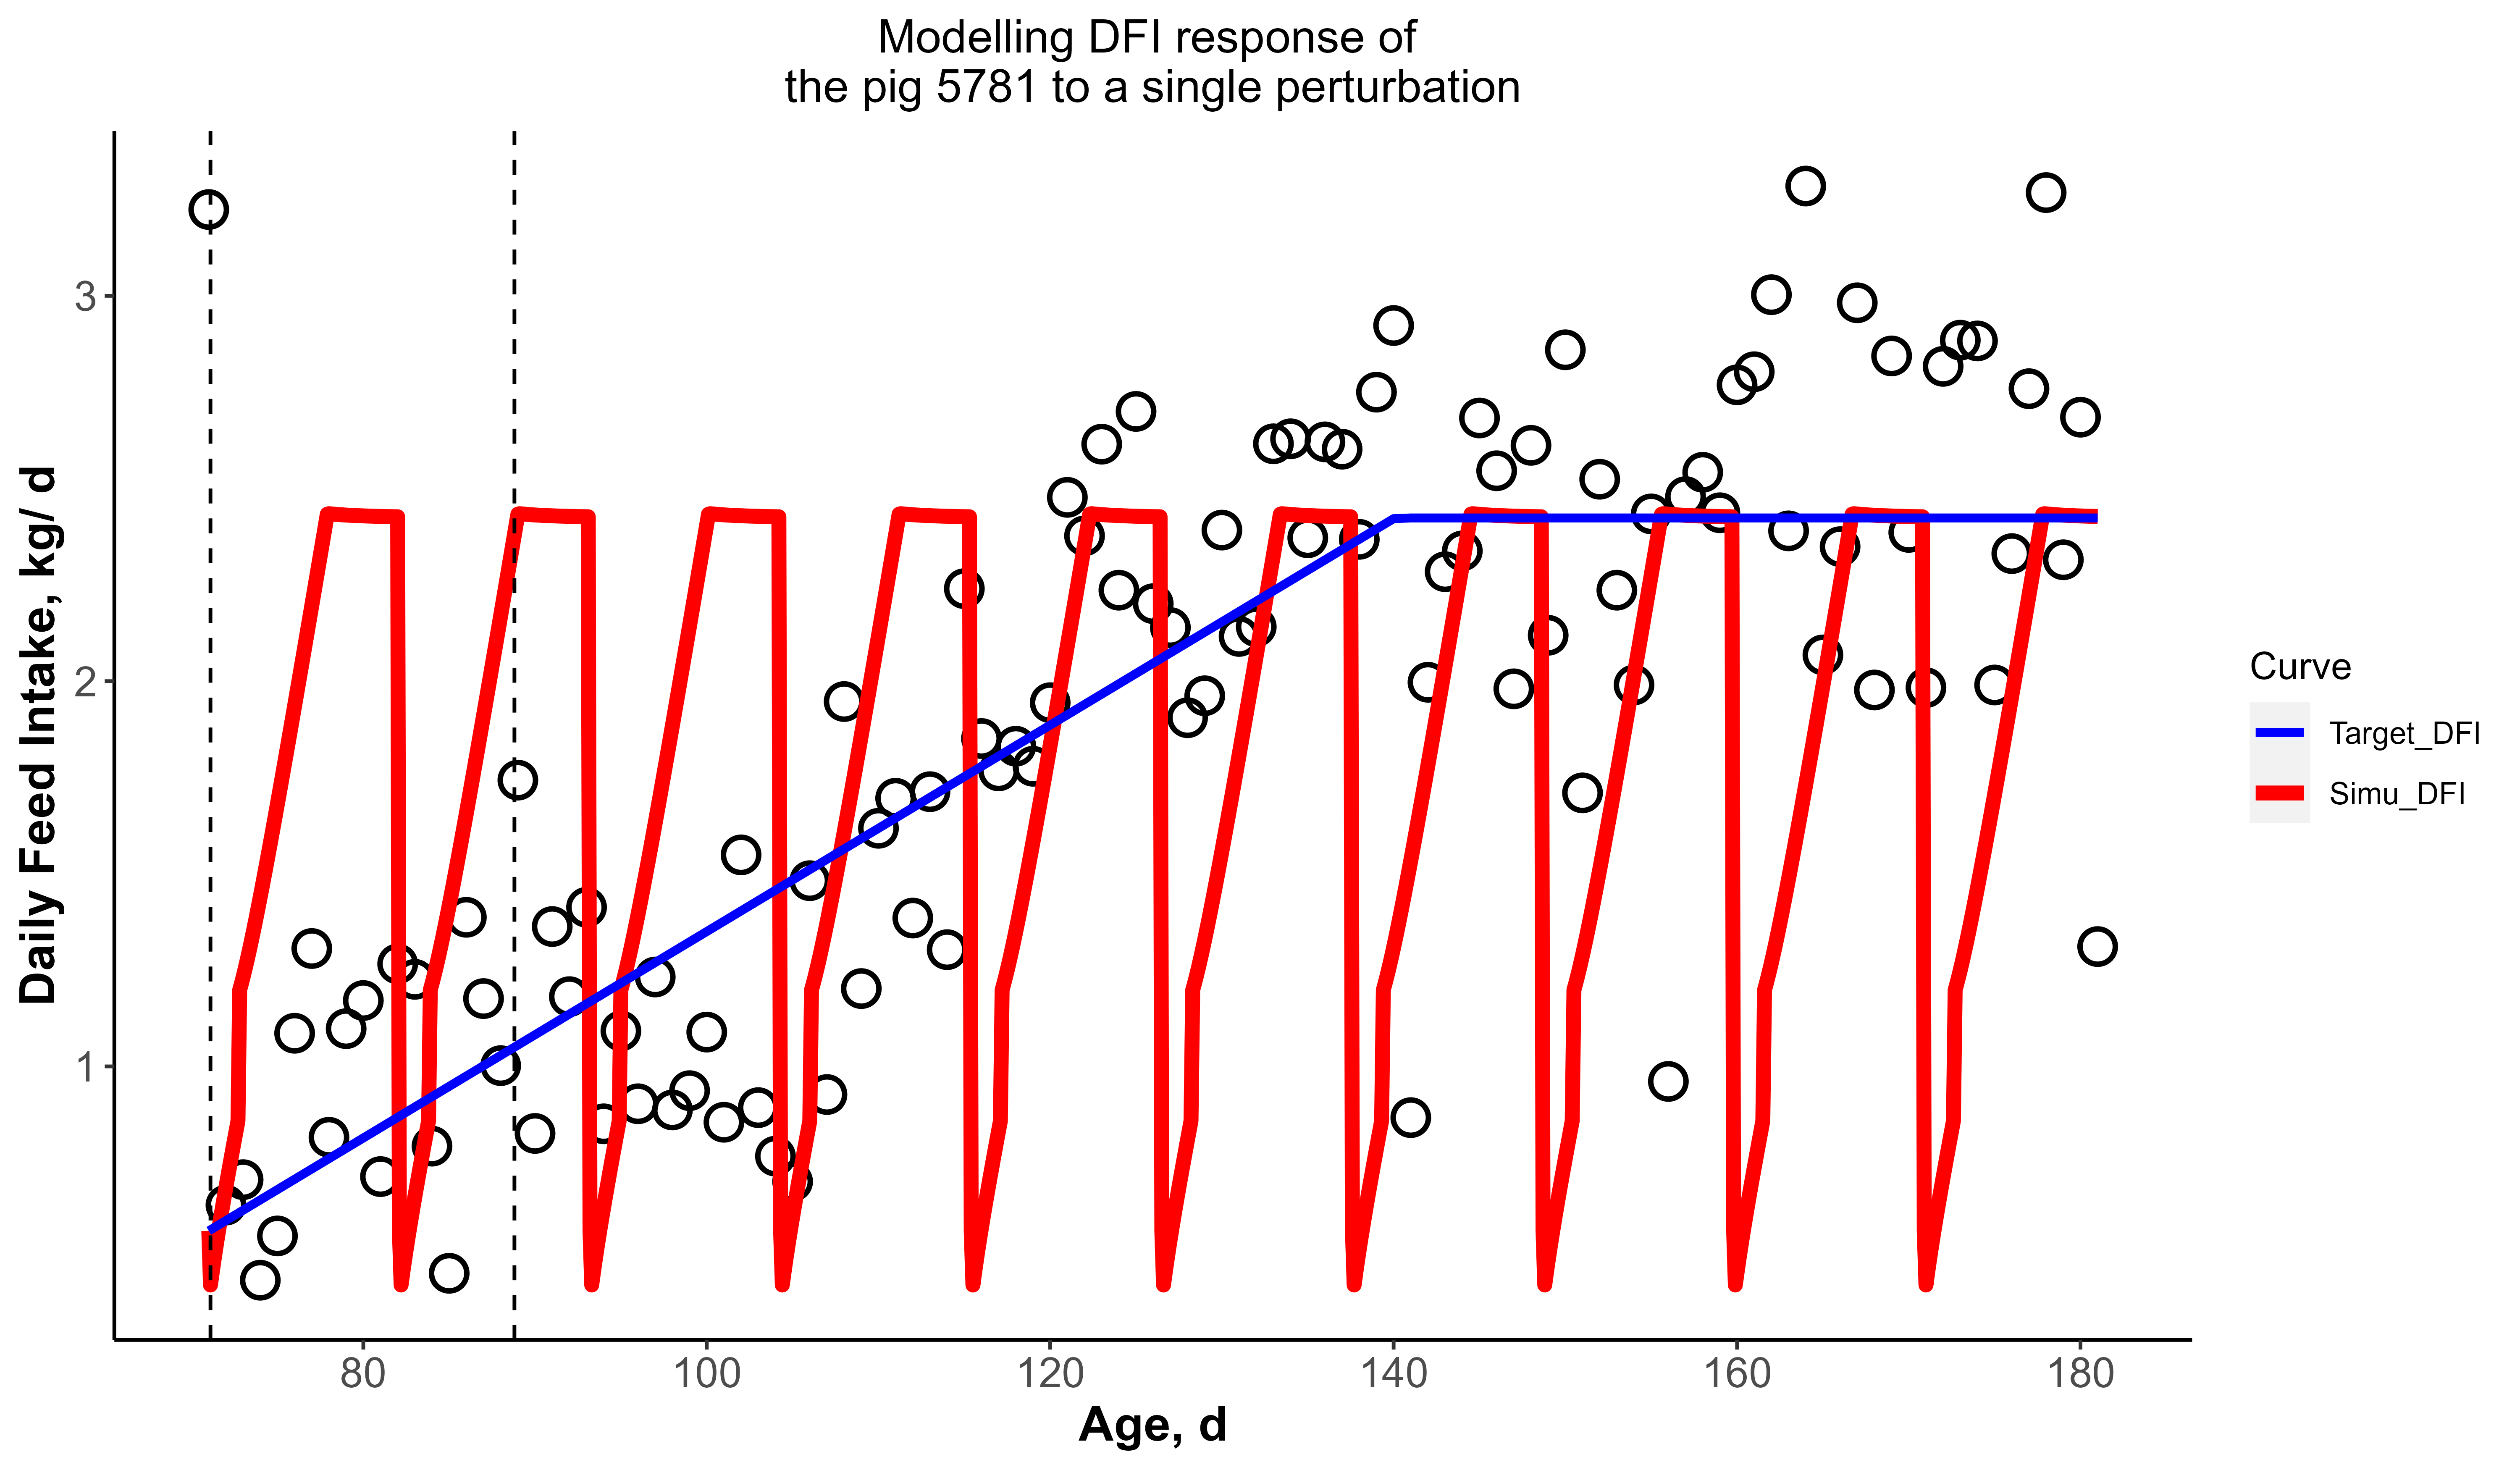 Modelling DFI response of
the pig 5781 to a single perturbation
Daily Feed Intake, kg/ d
3
2
1
80 100 120 140 160 180
Age, d
Curve
Target_DFI
Simu_DFI